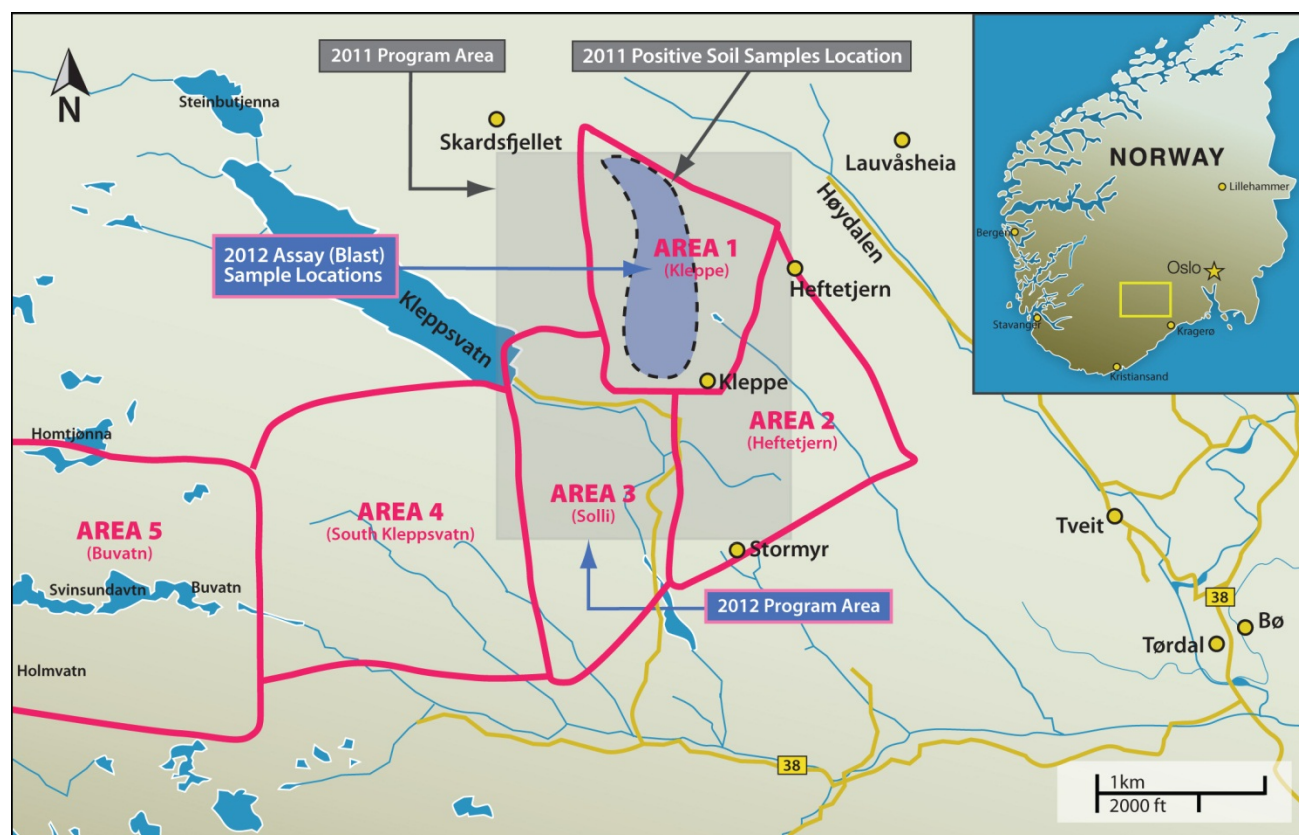 2011 Program Area
2011 Positive Soil Samples Location
N
Steinbutjenna
Skardsfjellet
Lauvåsheia
Høydalen
NORWAY
Lillehammer
Bergen
Oslo
Stavanger
Kragerø
Kristiansand
2012 Assay (Blast)
Sample Locations
AREA 1
(Kleppe)
Heftetjern
Kleppsvatn
Kleppe
AREA 2
(Heftetjern)
Homtjønna
AREA 3
(Solli)
AREA 4
(South Kleppsvatn)
AREA 5
(Buvatn)
Tveit
Stormyr
Svinsundavtn
Buvatn
2012 Program Area
38
Bø
Tørdal
Holmvatn
38
1km
2000 ft